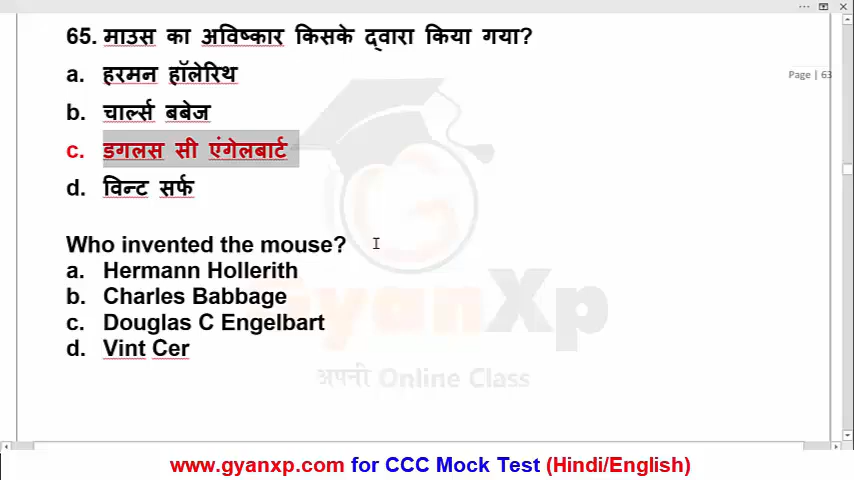 65. माउस का अविष्कार किसके द्वारा किया गया?
a. हरमन हॉलेरिथ
Page | 63
b. चार्ल्स बबेज
c. डगलस सी एंगेलबार्ट
d. विन्ट सर्फ
Who invented the mouse?
a. Hermann Hollerith
b. Charles Babbage
c. Douglas C Engelbart
d. Vint Cer
GyanXp
अपनी Online Class
www.gyanxp.com for CCC Mock Test (Hindi/English)